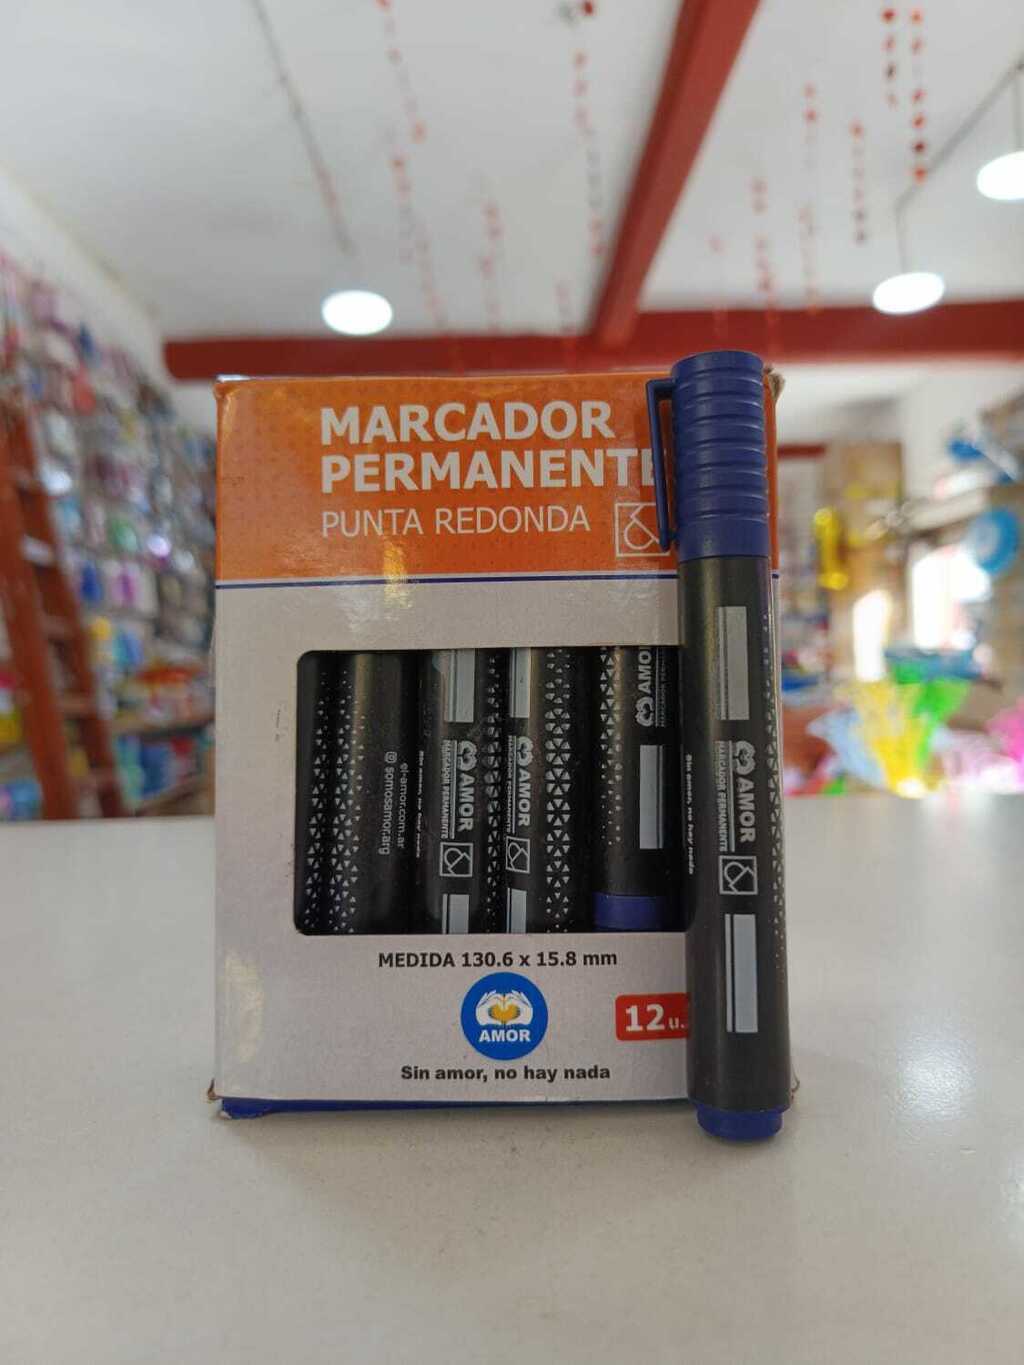 MARCADOR
PERMANENTE
PUNTA REDONDA
el-amor.com.ar
somosamor.arg
Sin amor, no hay nada
AMOR
MARCADOR PERMANENTE
AMOR
MARCADOR PERMANENTE
AMOR
Sin amor, no hay nada
AMOR
MARCADOR PERMANENTE
MEDIDA 130.6 x 15.8 mm
12 u.
AMOR
Sin amor, no hay nada